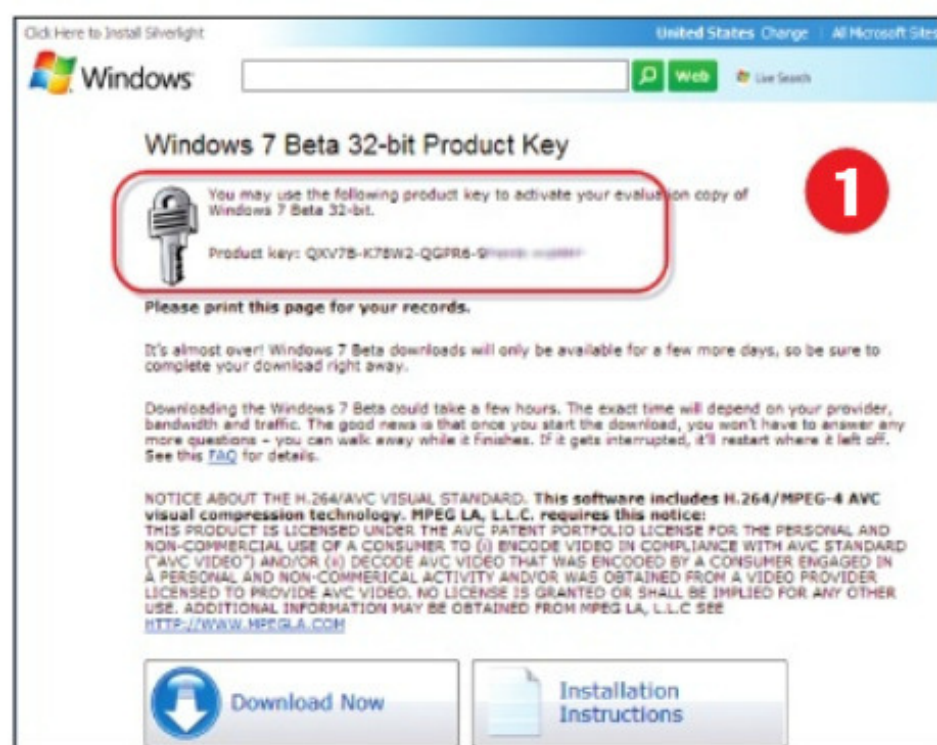 Click Here to Install Silverlight
United States Change All Microsoft Sites
Windows
Web
Live Search
Windows 7 Beta 32-bit Product Key
1
You may use the following product key to activate your evaluation copy of
Windows 7 Beta 32-bit.
Product key: QXV7B-K78W2-QGPR6-9
Please print this page for your records.
It's almost over! Windows 7 Beta downloads will only be available for a few more days, so be sure to
complete your download right away.
Downloading the Windows 7 Beta could take a few hours. The exact time will depend on your provider,
bandwidth and traffic. The good news is that once you start the download, you won't have to answer any
more questions – you can walk away while it finishes. If it gets interrupted, it'll restart where it left off.
See this FAQ for details.
NOTICE ABOUT THE H.264/AVC VISUAL STANDARD. This software includes H.264/MPEG-4 AVC
visual compression technology. MPEG LA, L.L.C. requires this notice:
THIS PRODUCT IS LICENSED UNDER THE AVC PATENT PORTFOLIO LICENSE FOR THE PERSONAL AND
NON-COMMERCIAL USE OF A CONSUMER TO (i) ENCODE VIDEO IN COMPLIANCE WITH AVC STANDARD
("AVC VIDEO") AND/OR (ii) DECODE AVC VIDEO THAT WAS ENCODED BY A CONSUMER ENGAGED IN
A PERSONAL AND NON-COMMERICAL ACTIVITY AND/OR WAS OBTAINED FROM A VIDEO PROVIDER
LICENSED TO PROVIDE AVC VIDEO. NO LICENSE IS GRANTED OR SHALL BE IMPLIED FOR ANY OTHER
USE. ADDITIONAL INFORMATION MAY BE OBTAINED FROM MPEG LA, L.L.C SEE
HTTP://WWW.MPEGLA.COM
Download Now
Installation
Instructions